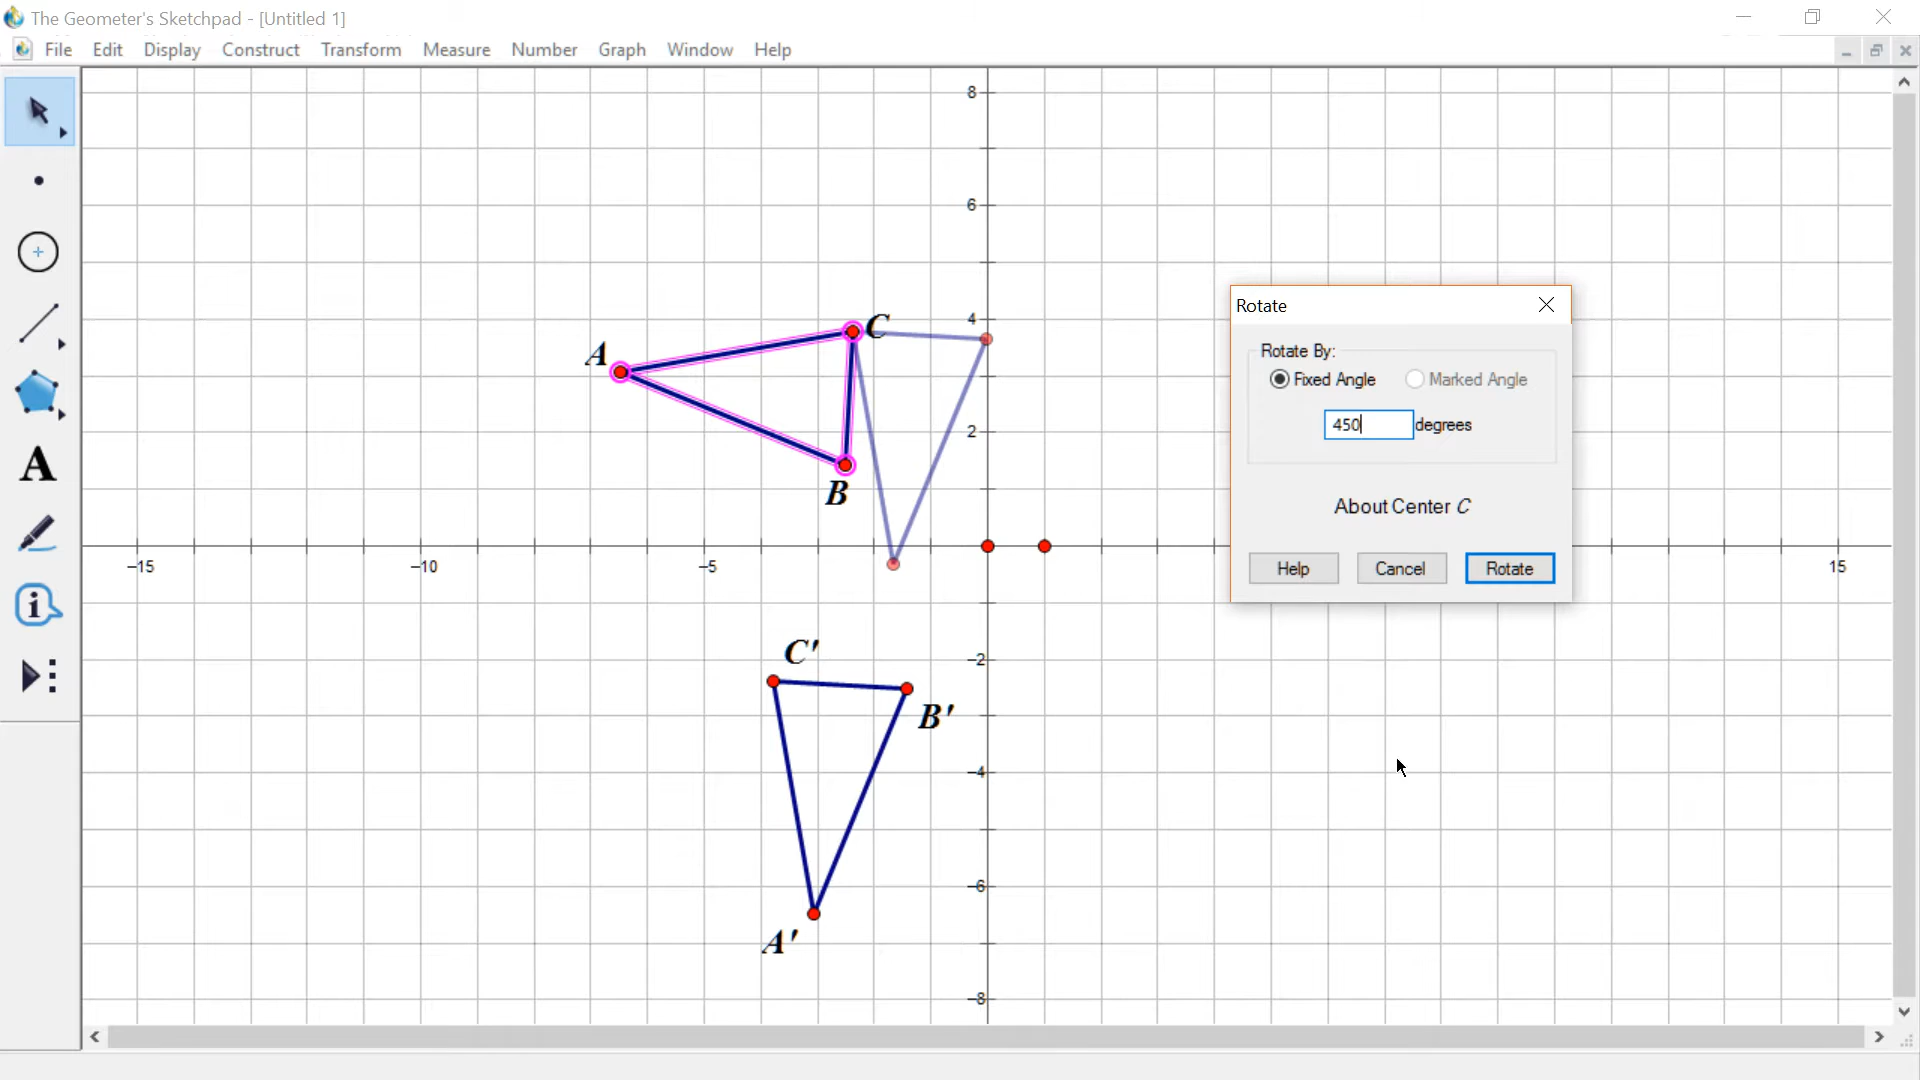 The Geometer's Sketchpad - [Untitled 1]
File Edit Display Construct Transform Measure Number Graph Window Help
8
6
C
4
A
2
B
-15 -10 -5 15
C'
-2
B'
-4
-6
A'
-8
Rotate
Rotate By:
Fixed Angle Marked Angle
450 degrees
About Center C
Help Cancel Rotate
A
i